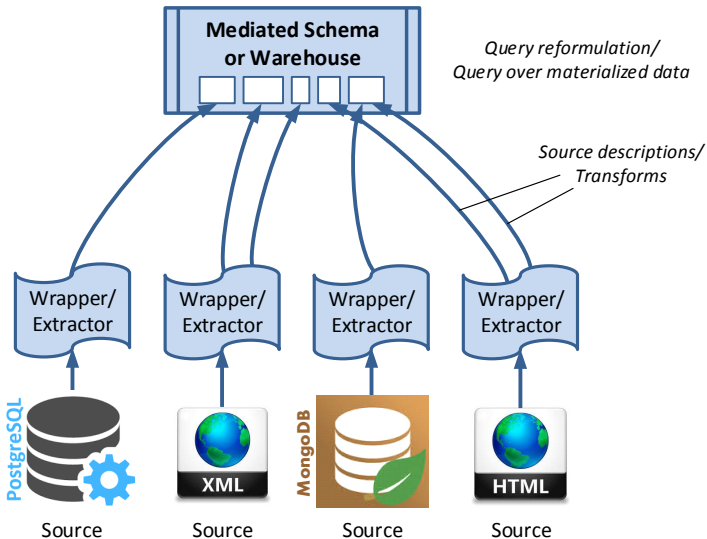 Mediated Schema
or Warehouse
Query reformulation/
Query over materialized data
Source descriptions/
Transforms
Wrapper/
Extractor
Wrapper/
Extractor
Wrapper/
Extractor
Wrapper/
Extractor
PostgreSQL
XML
MongoDB
HTML
Source
Source
Source
Source